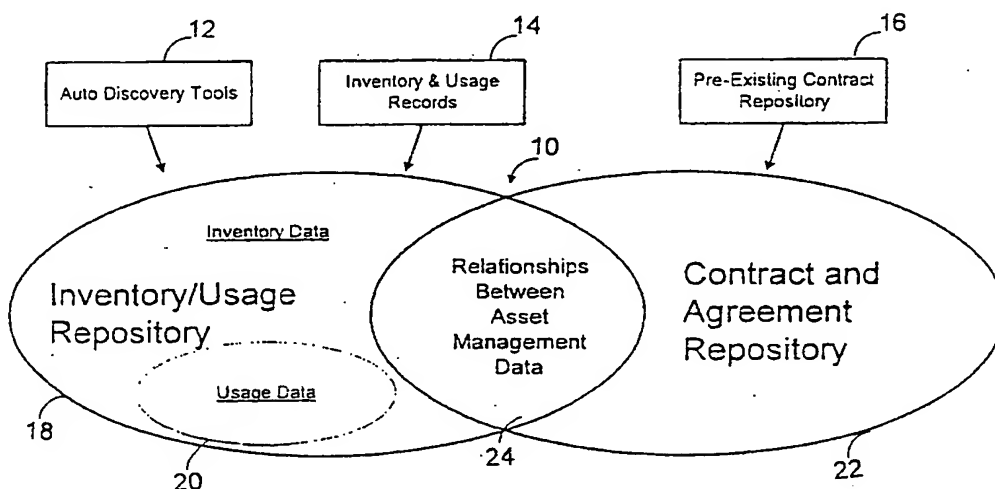 12
14
16
Auto Discovery Tools
Inventory & Usage
Records
Pre-Existing Contract
Repository
10
Inventory Data
Inventory/Usage
Repository
Usage Data
Relationships
Between
Asset
Management
Data
Contract and
Agreement
Repository
18
20
24
22